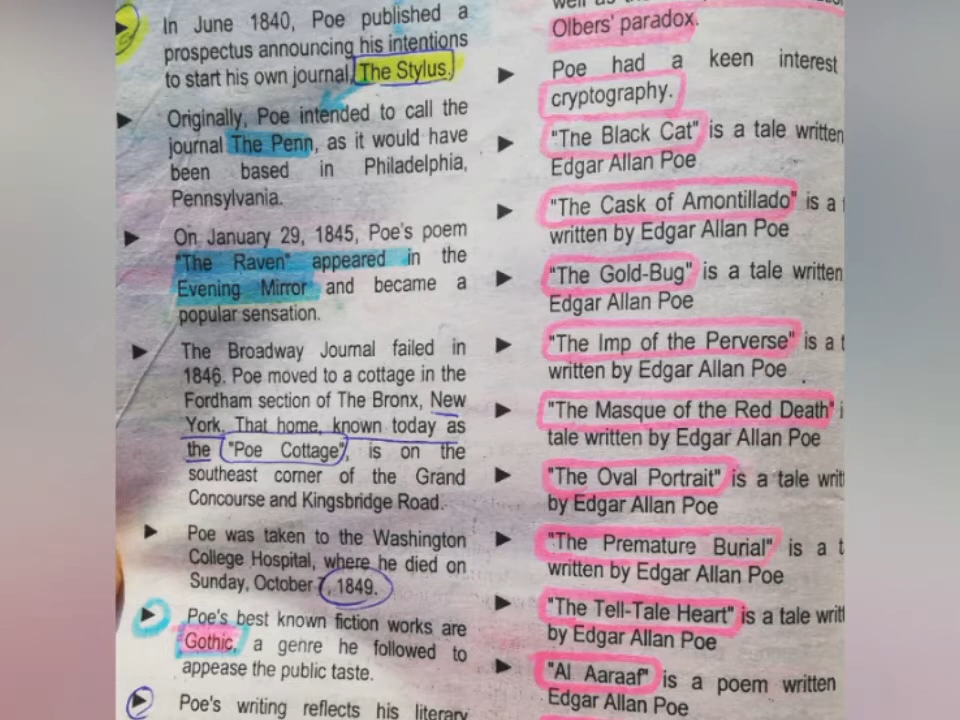 In June 1840, Poe published a
prospectus announcing his intentions
to start his own journal, The Stylus.
Originally, Poe intended to call the
journal The Penn, as it would have
been based in Philadelphia,
Pennsylvania.
On January 29, 1845, Poe's poem
"The Raven" appeared in the
Evening Mirror and became a
popular sensation.
The Broadway Journal failed in
1846. Poe moved to a cottage in the
Fordham section of The Bronx, New
York. That home, known today as
the "Poe Cottage", is on the
southeast corner of the Grand
Concourse and Kingsbridge Road.
Poe was taken to the Washington
College Hospital, where he died on
Sunday, October 7, 1849.
Poe's best known fiction works are
Gothic, a genre he followed to
appease the public taste.
Poe's writing reflects his literary
well as
Olbers' paradox.
Poe had a keen interest
cryptography.
"The Black Cat" is a tale written
Edgar Allan Poe
"The Cask of Amontillado" is a
written by Edgar Allan Poe
"The Gold-Bug" is a tale written
Edgar Allan Poe
"The Imp of the Perverse" is a t
written by Edgar Allan Poe
"The Masque of the Red Death" i
tale written by Edgar Allan Poe
"The Oval Portrait" is a tale writ
by Edgar Allan Poe
"The Premature Burial" is a t
written by Edgar Allan Poe
"The Tell-Tale Heart" is a tale writ
by Edgar Allan Poe
"Al Aaraaf" is a poem written
Edgar Allan Poe